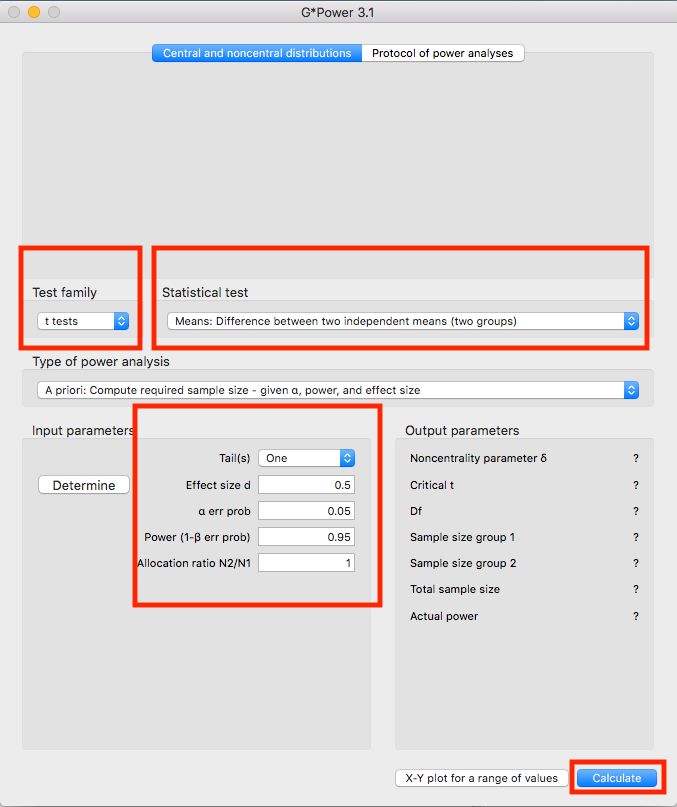 G*Power 3.1
Central and noncentral distributions Protocol of power analyses
Test family Statistical test
t tests Means: Difference between two independent means (two groups)
Type of power analysis
A priori: Compute required sample size - given α, power, and effect size
Input parameters Output parameters
Tail(s) One Noncentrality parameter δ ?
Determine Effect size d 0.5 Critical t ?
α err prob 0.05 Df ?
Power (1-β err prob) 0.95 Sample size group 1 ?
Allocation ratio N2/N1 1 Sample size group 2 ?
Total sample size ?
Actual power ?
X-Y plot for a range of values Calculate